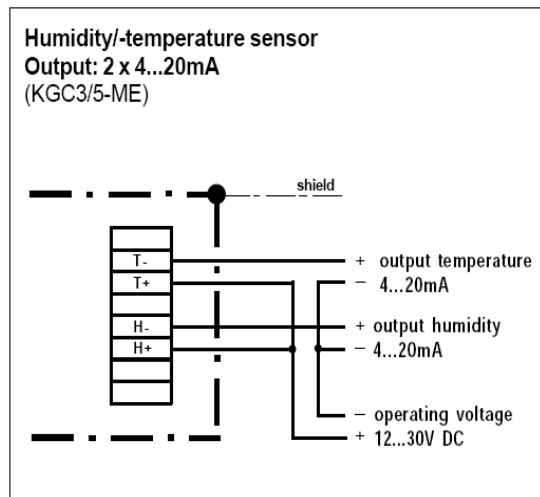 Humidity/-temperature sensor
Output: 2 x 4...20mA
(KGC3/5-ME)
shield
T-
T+
H-
H+
+ output temperature
− 4...20mA
+ output humidity
− 4...20mA
− operating voltage
+ 12...30V DC